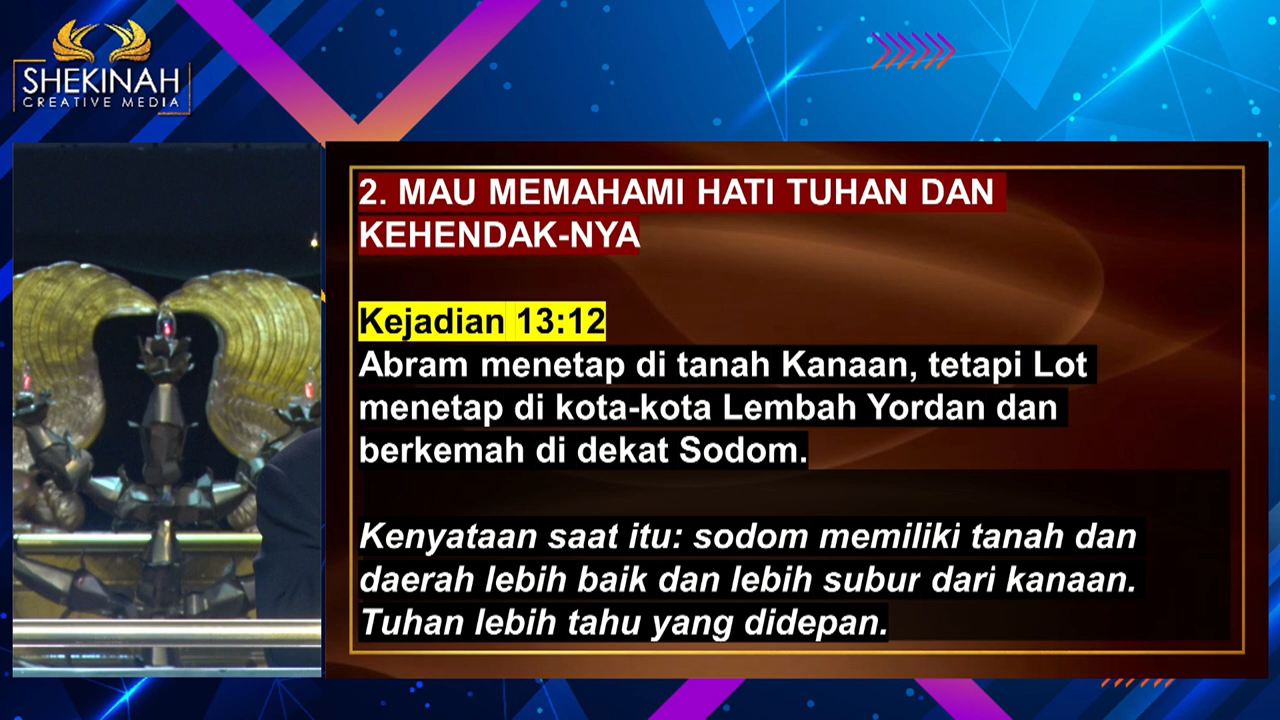 SHEKINAH
CREATIVE MEDIA
2. MAU MEMAHAMI HATI TUHAN DAN
KEHENDAK-NYA
Kejadian 13:12
Abram menetap di tanah Kanaan, tetapi Lot
menetap di kota-kota Lembah Yordan dan
berkemah di dekat Sodom.
Kenyataan saat itu: sodom memiliki tanah dan
daerah lebih baik dan lebih subur dari kanaan.
Tuhan lebih tahu yang didepan.